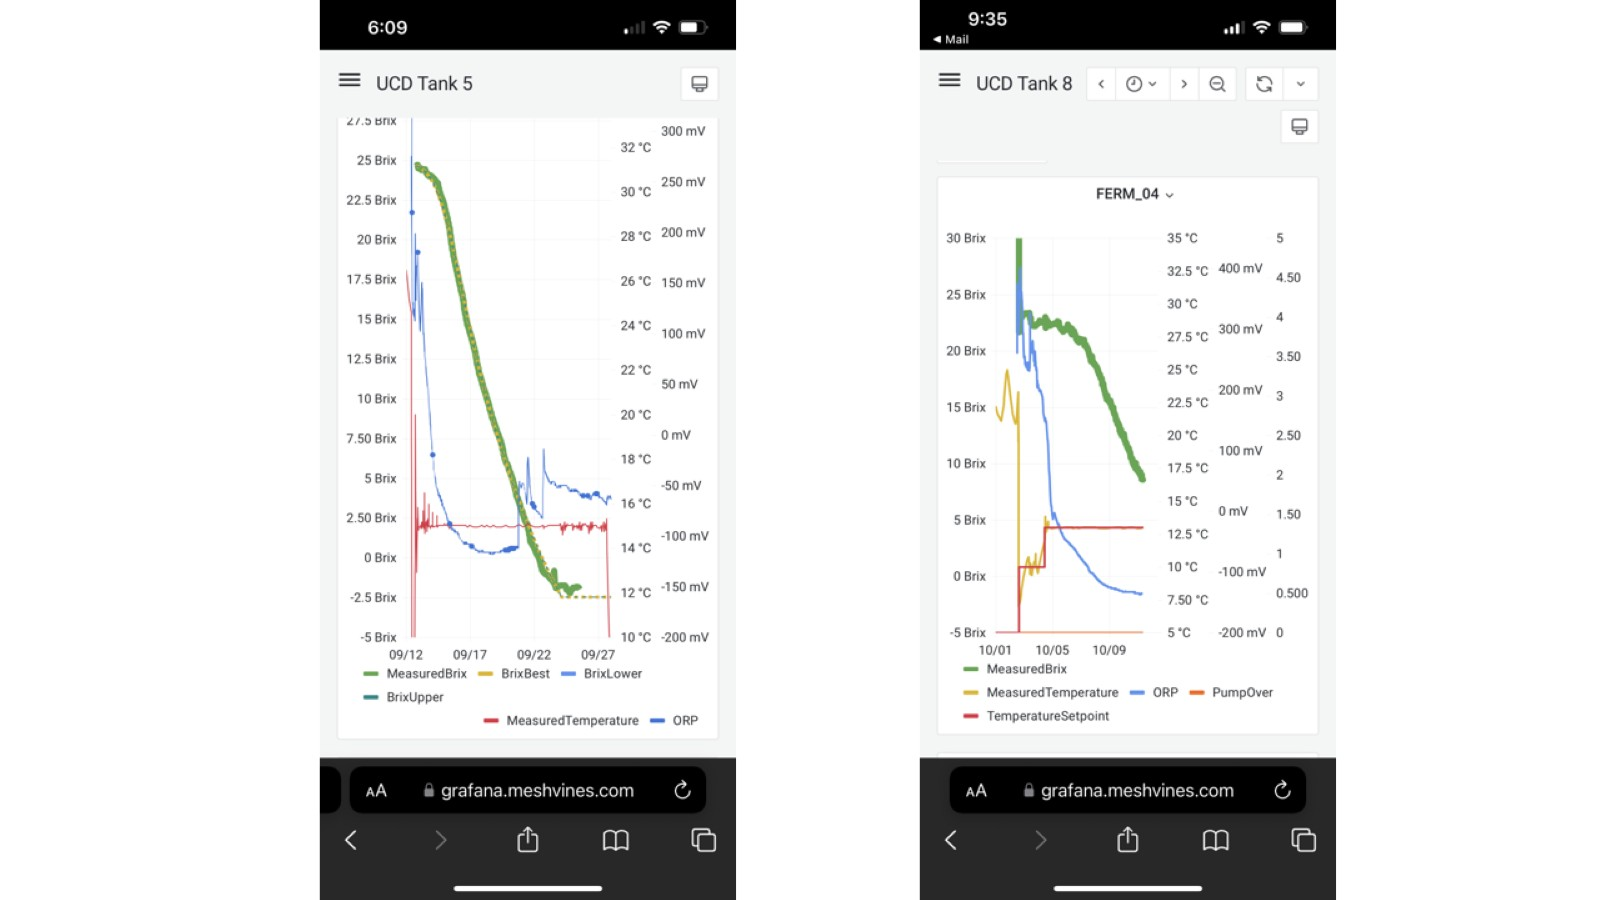 6:09
UCD Tank 5
27.5 Brix
25 Brix
22.5 Brix
20 Brix
17.5 Brix
15 Brix
12.5 Brix
10 Brix
7.50 Brix
5 Brix
2.50 Brix
0 Brix
-2.5 Brix
-5 Brix
32 °C
30 °C
28 °C
26 °C
24 °C
22 °C
20 °C
18 °C
16 °C
14 °C
12 °C
10 °C
300 mV
250 mV
200 mV
150 mV
100 mV
50 mV
0 mV
-50 mV
-100 mV
-150 mV
-200 mV
09/12 09/17 09/22 09/27
MeasuredBrix BrixBest BrixLower
BrixUpper
MeasuredTemperature ORP
AA grafana.meshvines.com
9:35
Mail
UCD Tank 8
FERM_04
30 Brix
25 Brix
20 Brix
15 Brix
10 Brix
5 Brix
0 Brix
-5 Brix
35 °C
32.5 °C
30 °C
27.5 °C
25 °C
22.5 °C
20 °C
17.5 °C
15 °C
12.5 °C
10 °C
7.50 °C
5 °C
400 mV
300 mV
200 mV
100 mV
0 mV
-100 mV
-200 mV
5
4.50
4
3.50
3
2.50
2
1.50
1
0.500
0
10/01 10/05 10/09
MeasuredBrix
MeasuredTemperature ORP PumpOver
TemperatureSetpoint
AA grafana.meshvines.com